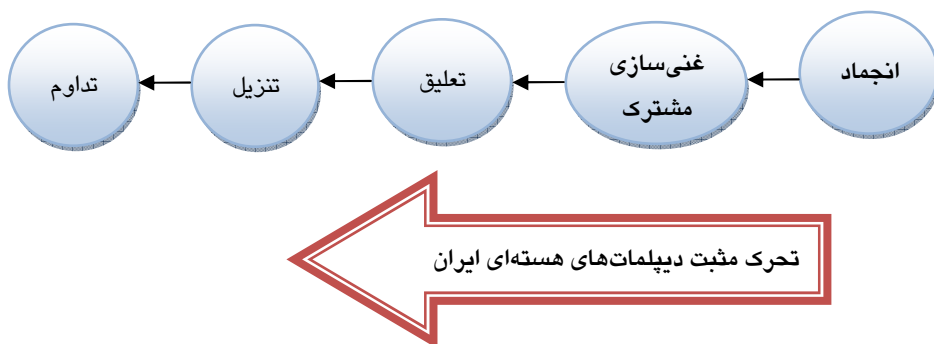 انجماد
غنی‌سازی
مشترک
تعلیق
تنزیل
تداوم
تحرک مثبت دیپلمات‌های هسته‌ای ایران